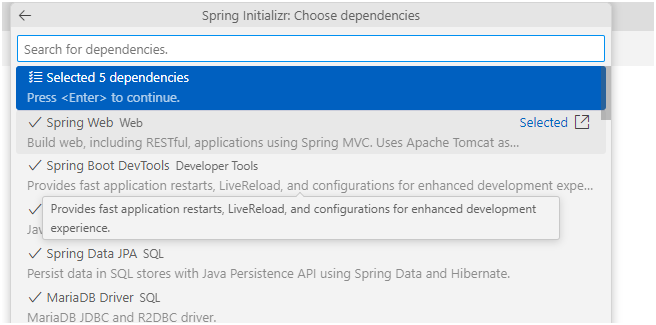 Spring Initializr: Choose dependencies
Search for dependencies.
Selected 5 dependencies
Press <Enter> to continue.
Spring Web Web Selected
Build web, including RESTful, applications using Spring MVC. Uses Apache Tomcat as...
Spring Boot DevTools Developer Tools
Provides fast application restarts, LiveReload, and configurations for enhanced development expe...
Provides fast application restarts, LiveReload, and configurations for enhanced development
experience.
Spring Data JPA SQL
Persist data in SQL stores with Java Persistence API using Spring Data and Hibernate.
MariaDB Driver SQL
MariaDB JDBC and R2DBC driver.